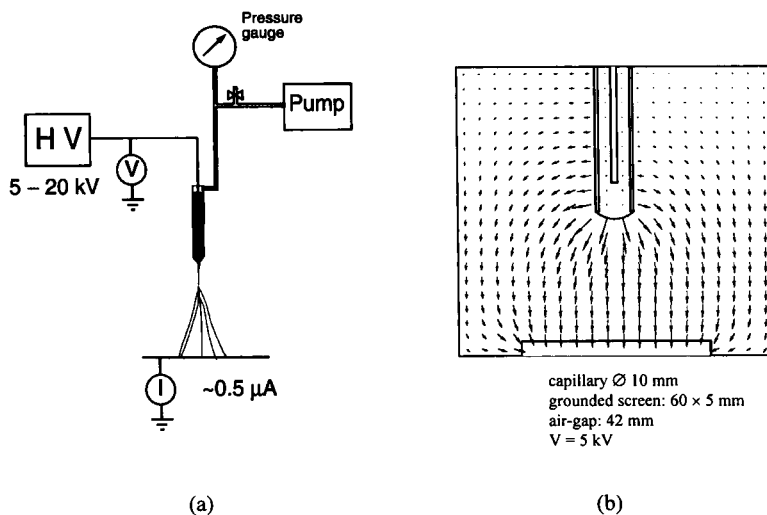 Pressure
gauge
Pump
H V
V
5 – 20 kV
I
~0.5 µA
capillary Ø 10 mm
grounded screen: 60 × 5 mm
air-gap: 42 mm
V = 5 kV
(a)
(b)